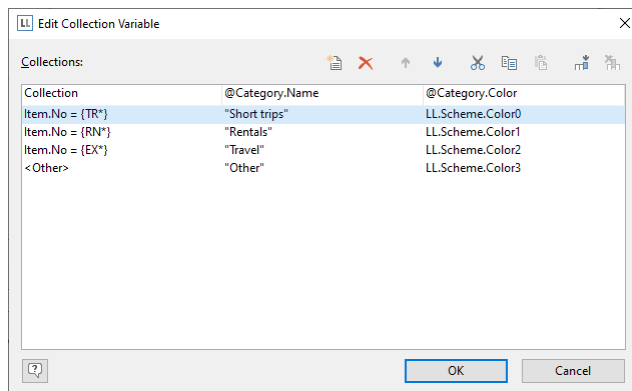 LL Edit Collection Variable
Collections:
Collection @Category.Name @Category.Color
Item.No = {TR*} "Short trips" LL.Scheme.Color0
Item.No = {RN*} "Rentals" LL.Scheme.Color1
Item.No = {EX*} "Travel" LL.Scheme.Color2
<Other> "Other" LL.Scheme.Color3
OK Cancel